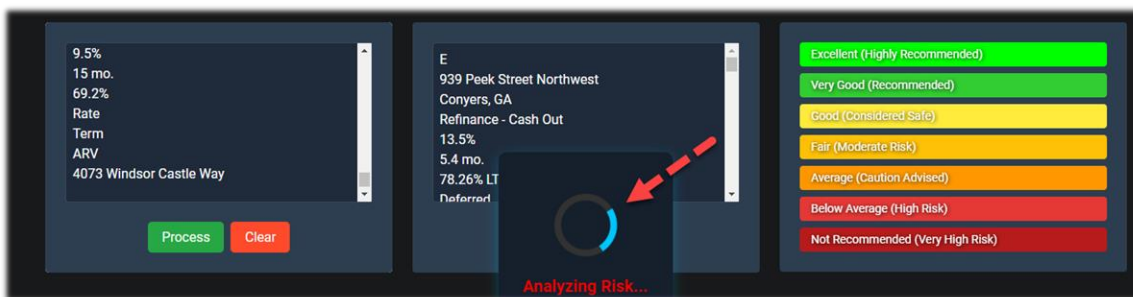 9.5%
15 mo.
69.2%
Rate
Term
ARV
4073 Windsor Castle Way
Process
Clear
E
939 Peek Street Northwest
Conyers, GA
Refinance - Cash Out
13.5%
5.4 mo.
78.26% LT
Deferred
Analyzing Risk...
Excellent (Highly Recommended)
Very Good (Recommended)
Good (Considered Safe)
Fair (Moderate Risk)
Average (Caution Advised)
Below Average (High Risk)
Not Recommended (Very High Risk)